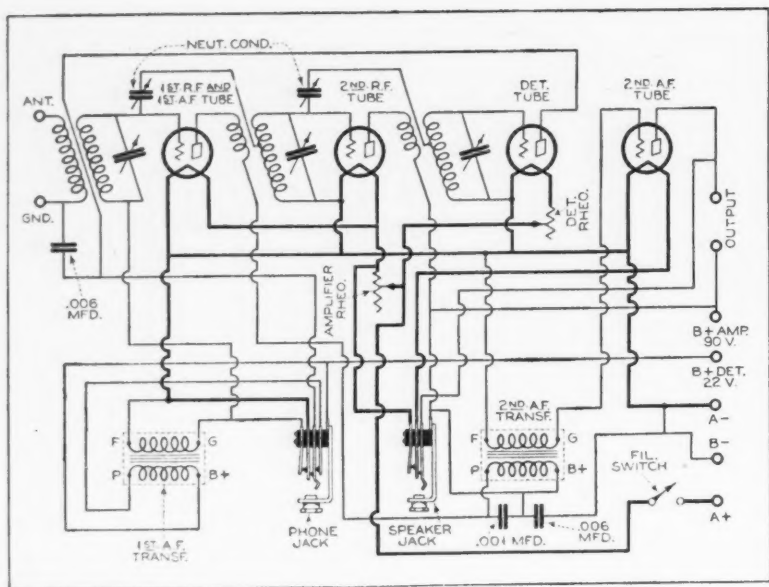 NEUT. COND.
ANT.
1ST R.F. AND
1ST A.F. TUBE
2ND R.F.
TUBE
DET.
TUBE
2ND A.F.
TUBE
GND.
.006
MFD.
AMPLIFIER
RHEO.
DET.
RHEO.
OUTPUT
B+ AMP.
90 V.
B+ DET.
22 V.
A-
B-
FIL.
SWITCH
A+
2ND A.F.
TRANSF.
F
G
P
B+
F
G
P
B+
1ST A.F.
TRANSF.
PHONE
JACK
SPEAKER
JACK
.001 MFD.
.006
MFD.